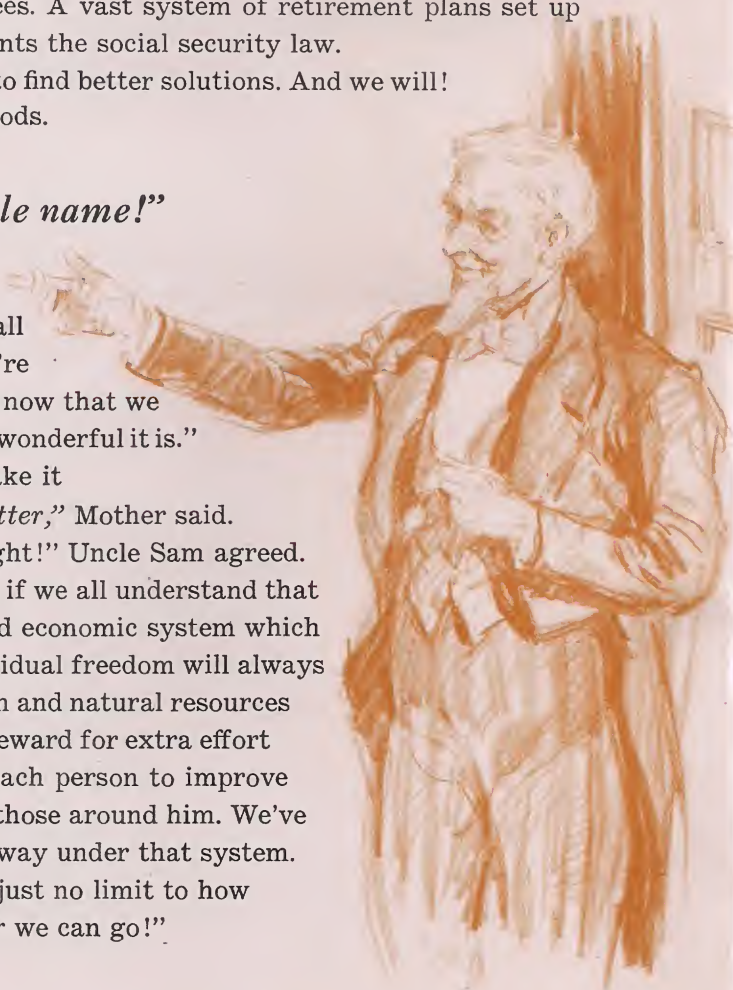 ees. A vast system of retirement plans set up
nts the social security law.
to find better solutions. And we will!
ods.
le name!”
all
’re
now that we
wonderful it is.”
ke it
tter,” Mother said.
ght!” Uncle Sam agreed.
if we all understand that
d economic system which
idual freedom will always
n and natural resources
eward for extra effort
ach person to improve
those around him. We’ve
way under that system.
just no limit to how
r we can go!”